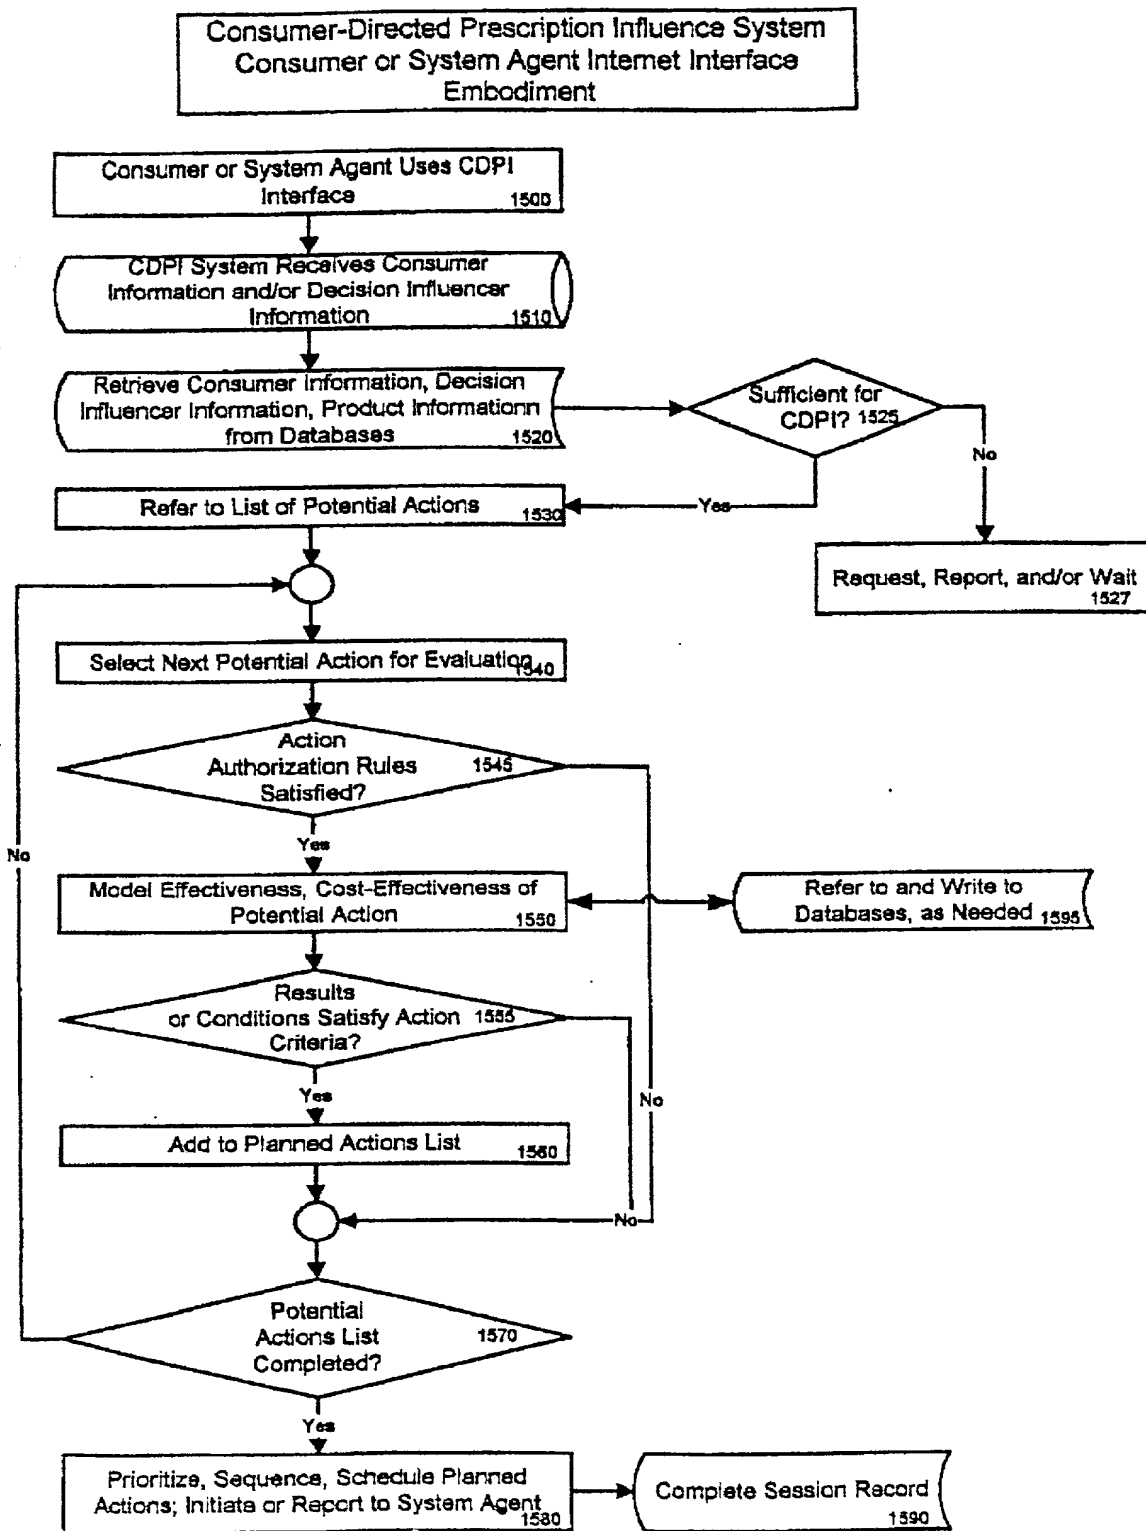 Consumer-Directed Prescription Influence System
Consumer or System Agent Internet Interface
Embodiment
Consumer or System Agent Uses CDPI
Interface
1500
CDPI System Receives Consumer
Information and/or Decision Influencer
Information
1510
Retrieve Consumer Information, Decision
Influencer Information, Product Informationn
from Databases
1520
Sufficient for
CDPI? 1525
No
Yes
Request, Report, and/or Wait
1527
Refer to List of Potential Actions
1530
Select Next Potential Action for Evaluation
1540
Action
Authorization Rules
Satisfied?
1545
Yes
No
Model Effectiveness, Cost-Effectiveness of
Potential Action
1550
Refer to and Write to
Databases, as Needed
1595
Results
or Conditions Satisfy Action
Criteria?
1555
Yes
No
Add to Planned Actions List
1560
No
Potential
Actions List
Completed?
1570
Yes
Prioritize, Sequence, Schedule Planned
Actions; Initiate or Report to System Agent
1580
Complete Session Record
1590
No